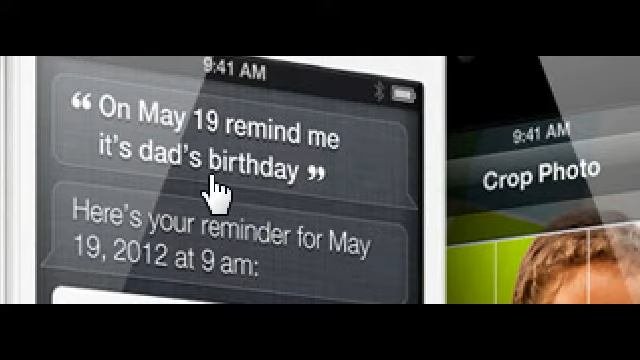 9:41 AM
“ On May 19 remind me
it’s dad’s birthday ”
Here’s your reminder for May
19, 2012 at 9 am:
9:41 AM
Crop Photo